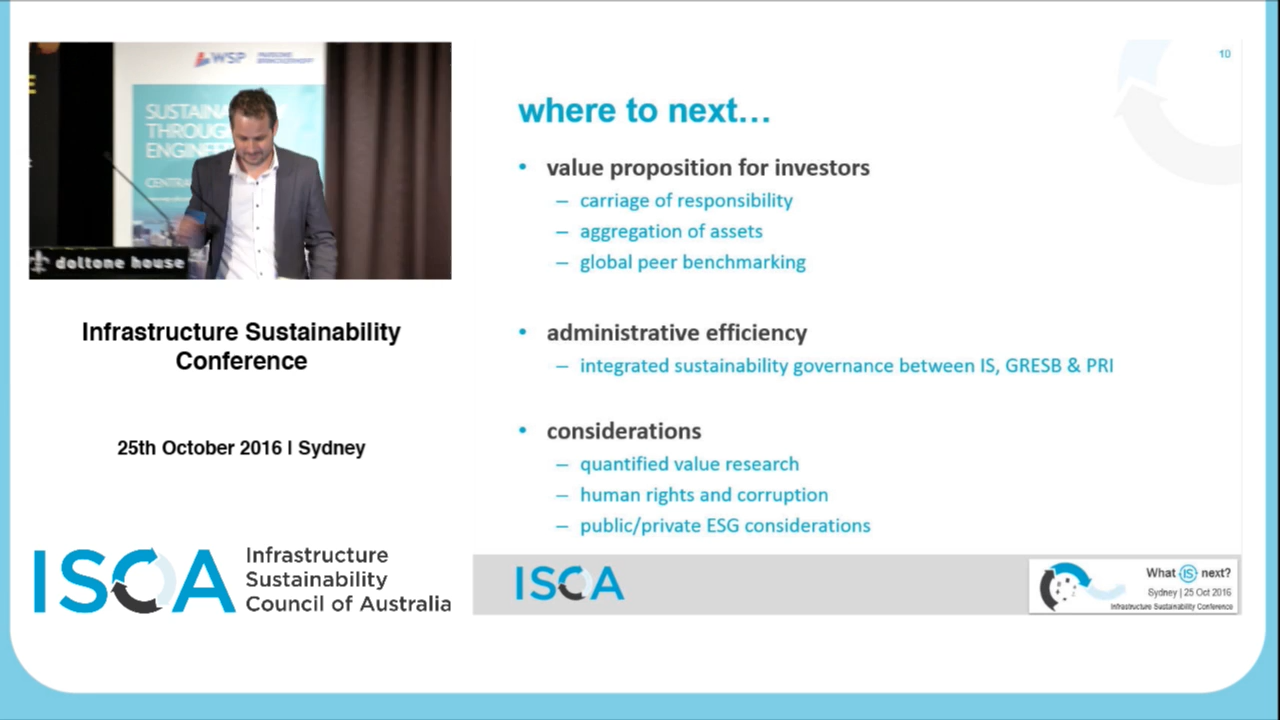 WSP
SUSTAINA
THROUG
ENGINEE
CENTRA
doltone house
Infrastructure Sustainability
Conference
25th October 2016 | Sydney
ISCA
Infrastructure
Sustainability
Council of Australia
10
where to next…
• value proposition for investors
– carriage of responsibility
– aggregation of assets
– global peer benchmarking
• administrative efficiency
– integrated sustainability governance between IS, GRESB & PRI
• considerations
– quantified value research
– human rights and corruption
– public/private ESG considerations
ISCA
What IS next?
Sydney | 25 Oct 2016
Infrastructure Sustainability Conference